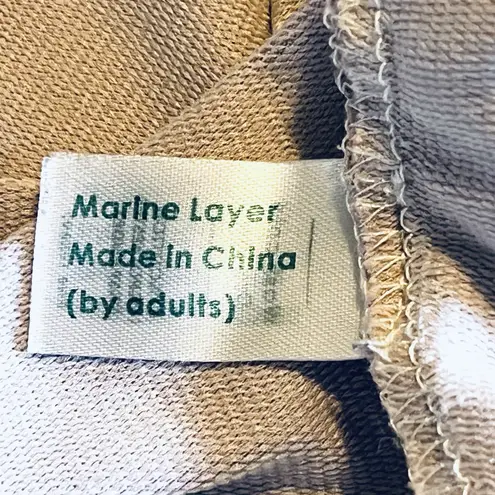 Marine Layer
Made in China
(by adults)